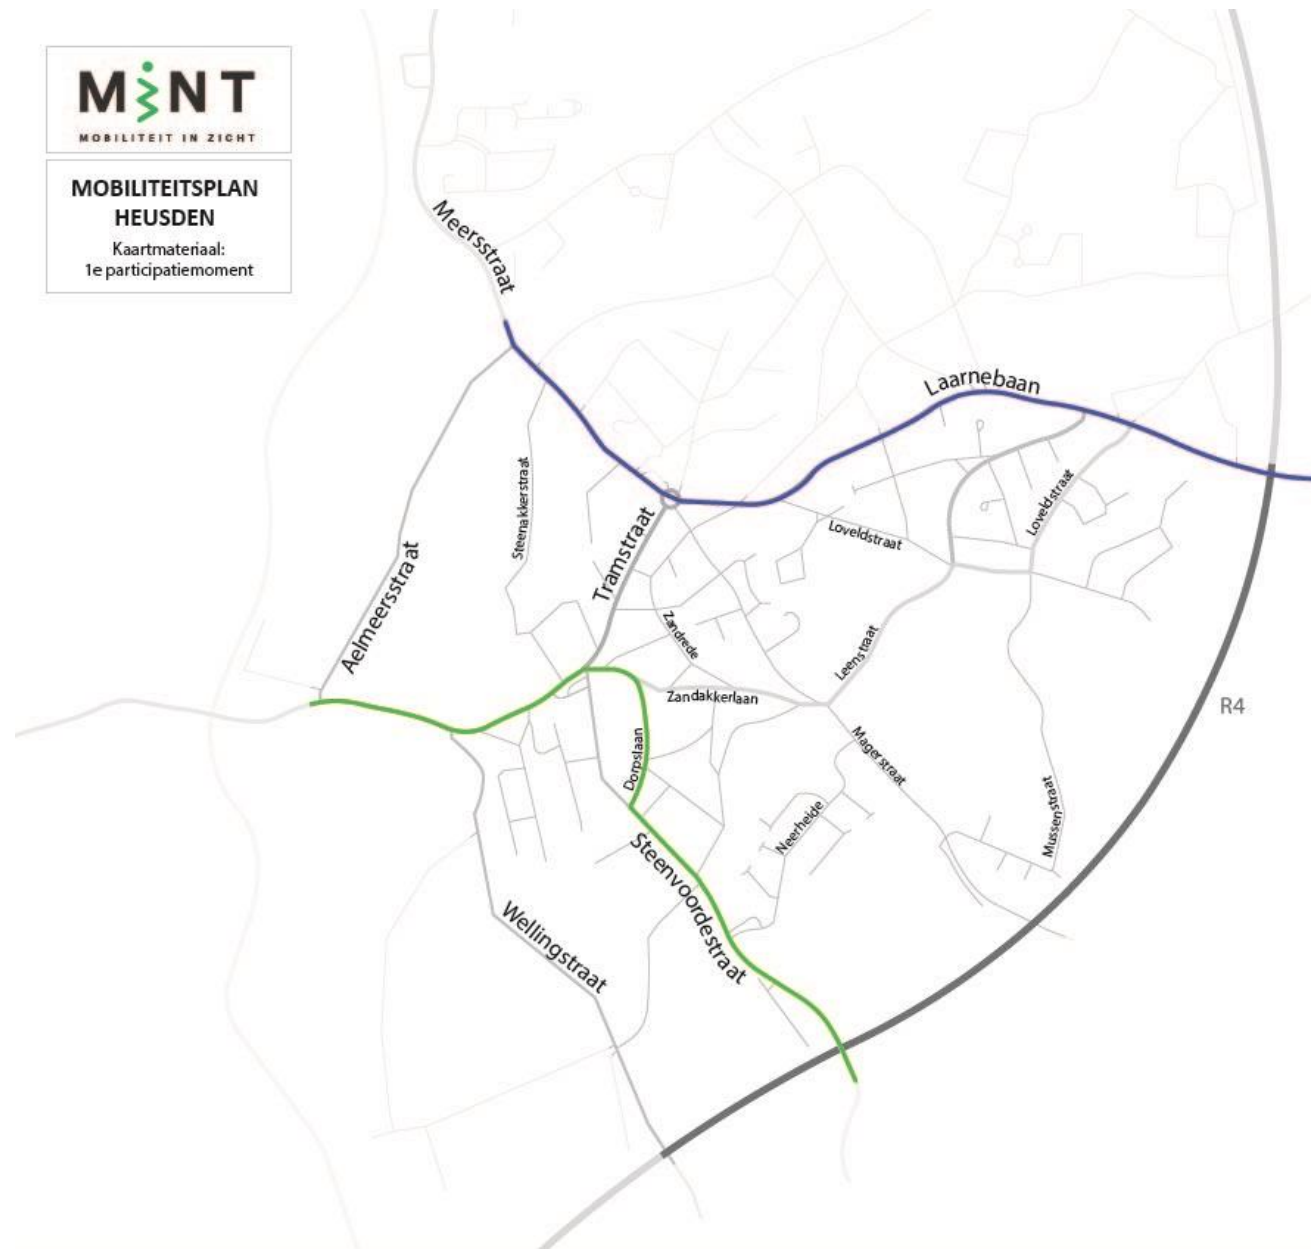 MiNT
MOBILITEIT IN ZICHT
MOBILITEITSPLAN
HEUSDEN
Kaartmateriaal:
1e participatiemoment
Meersstraat
Laarnebaan
Steenakkerstraat
Loveldstraat
Tramstraat
Loveldstraat
Aelmeersstraat
Zandrede
Leenstraat
Zandakkerlaan
R4
Dorpslaan
Magerstraat
Mussenstraat
Neerheide
Steenvoordestraat
Wellingstraat